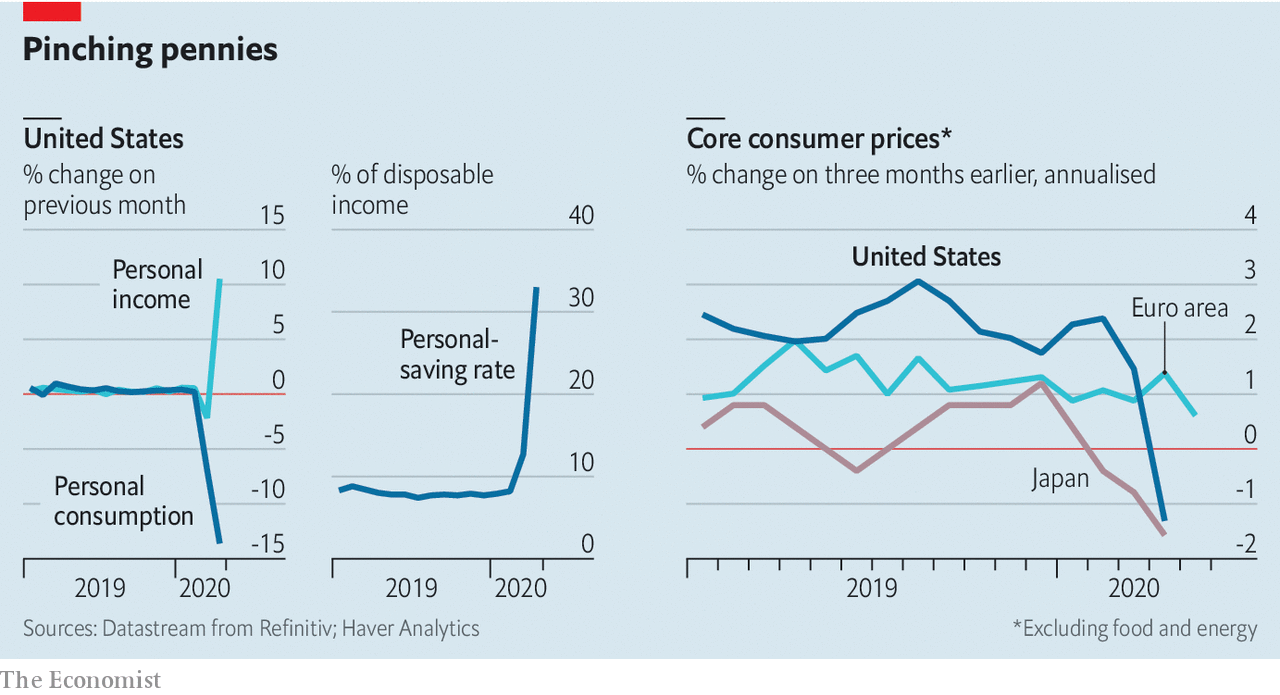 Pinching pennies
United States
% change on
previous month
15
10
5
0
-5
-10
-15
Personal
income
Personal
consumption
2019
2020
% of disposable
income
40
30
20
10
0
Personal-
saving rate
2019
2020
Core consumer prices*
% change on three months earlier, annualised
4
3
2
1
0
-1
-2
United States
Euro area
Japan
2019
2020
Sources: Datastream from Refinitiv; Haver Analytics
*Excluding food and energy
The Economist